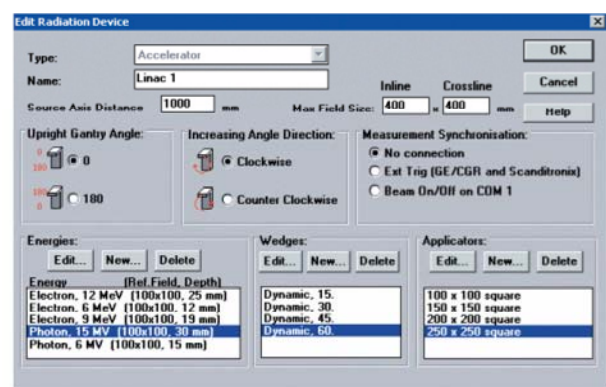 Edit Radiation Device
Type: Accelerator OK
Name: Linac 1 Cancel
Inline Crossline
Source Axis Distance 1000 mm Max Field Size: 400 x 400 mm Help
Upright Gantry Angle: Increasing Angle Direction: Measurement Synchronisation:
0 180 0 Clockwise No connection
Ext Trig (GE/CGR and Scanditronix)
180 0 180 Counter Clockwise Beam On/Off on COM 1
Energies: Wedges: Applicators:
Edit... New... Delete Edit... New... Delete Edit... New... Delete
Energy (Ref.Field, Depth)
Electron, 12 MeV (100x100, 25 mm) Dynamic, 15. 100 x 100 square
Electron, 6 MeV (100x100, 12 mm) Dynamic, 30. 150 x 150 square
Electron, 9 MeV (100x100, 19 mm) Dynamic, 45. 200 x 200 square
Photon, 15 MV (100x100, 30 mm) Dynamic, 60. 250 x 250 square
Photon, 6 MV (100x100, 15 mm)